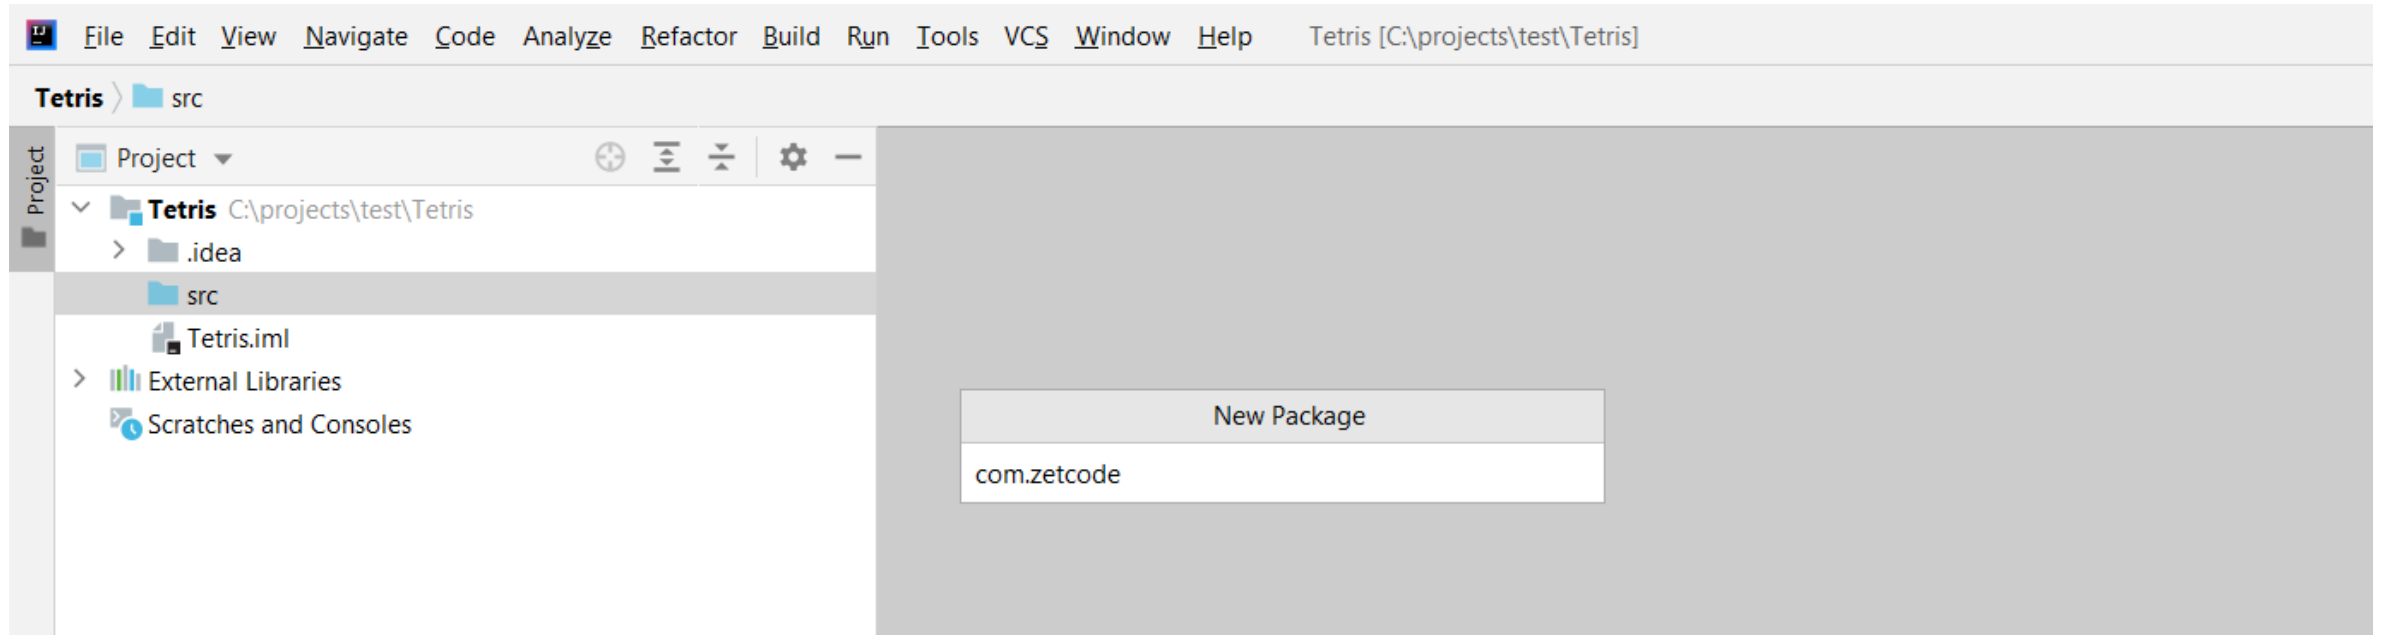 File Edit View Navigate Code Analyze Refactor Build Run Tools VCS Window Help Tetris [C:\projects\test\Tetris]
Tetris src
Project
Project
Tetris C:\projects\test\Tetris
.idea
src
Tetris.iml
External Libraries
Scratches and Consoles
New Package
com.zetcode